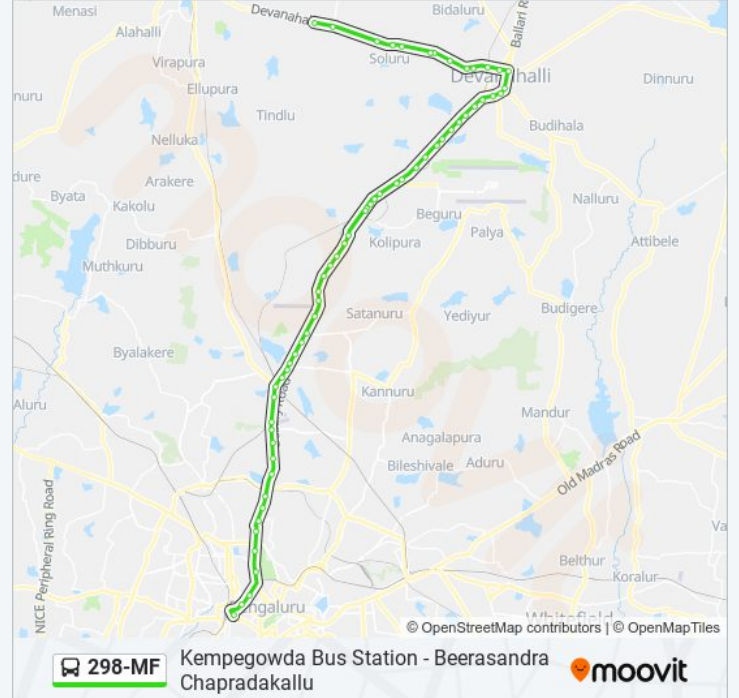 Menasi
Devanaha
Bidaluru
Ballari R
Alahalli
Soluru
Virapura
Devanahalli
Dinnuru
Ellupura
nuru
Tindlu
Budihala
Nelluka
dure
Arakere
Byata
Kakolu
Beguru
Nalluru
Palya
Dibburu
Kolipura
Attibele
Muthkuru
Satanuru
Yediyur
Budigere
Byalakere
Kannuru
Aluru
Mandur
Anagalapura
Bileshivale
Aduru
Old Madras Road
NICE Peripheral Ring Road
Va
Belthur
Koralur
ngaluru
Whitefield
© OpenStreetMap contributors | © OpenMapTiles
298-MF
Kempegowda Bus Station - Beerasandra
Chapradakallu
moovit